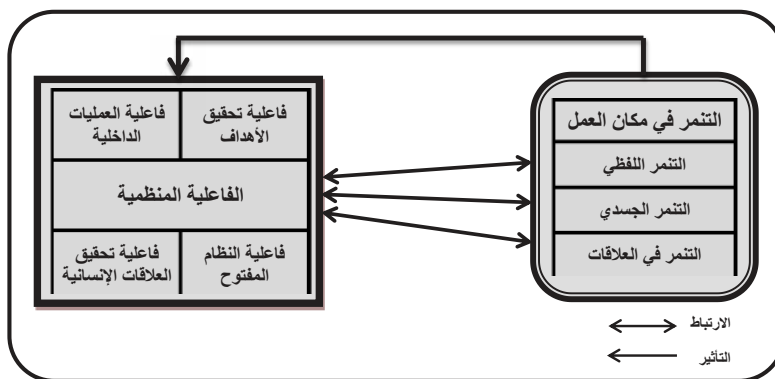 التنمر في مكان العمل
التنمر اللفظي
التنمر الجسدي
التنمر في العلاقات
فاعلية تحقيق
الأهداف
فاعلية العمليات
الداخلية
الفاعلية المنظمية
فاعلية النظام
المفتوح
فاعلية تحقيق
العلاقات الإنسانية
الارتباط
التأثير